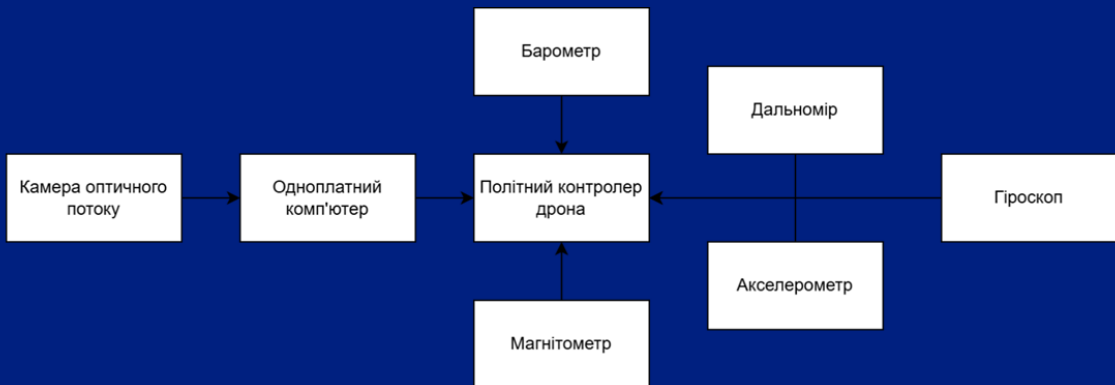 Барометр
Дальномір
Камера оптичного
потоку
Одноплатний
комп'ютер
Політний контролер
дрона
Гіроскоп
Акселерометр
Магнітометр